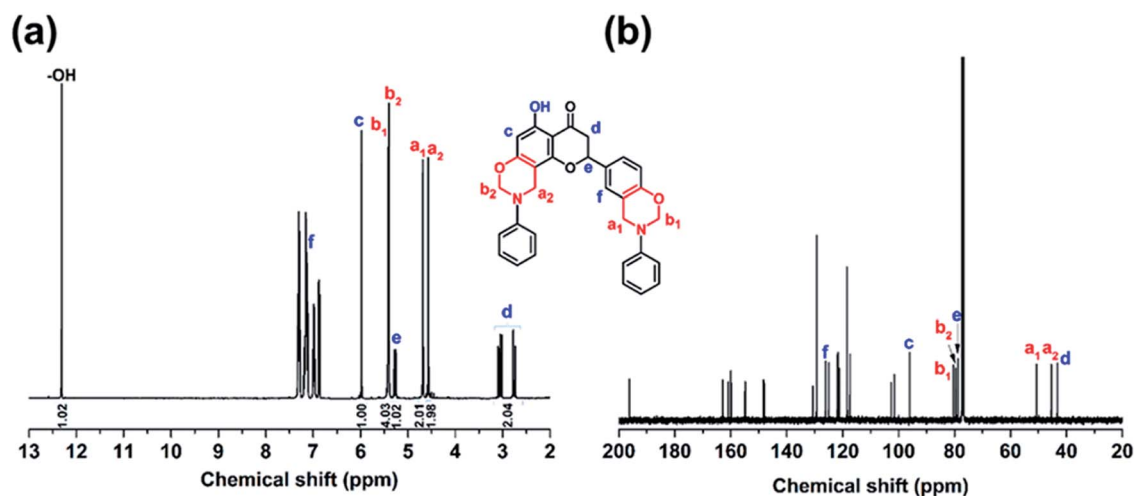 (a)
-OH
c
b₂
b₁
a₁ a₂
f
e
d
1.02
1.00
4.03
1.02
2.01
1.98
2.04
13 12 11 10 9 8 7 6 5 4 3 2
Chemical shift (ppm)
OH
O
c
d
O
O
e
b₂
N
a₂
f
O
a₁
N
b₁
(b)
f
c
b₂
e
b₁
a₁ a₂ d
200 180 160 140 120 100 80 60 40 20
Chemical shift (ppm)